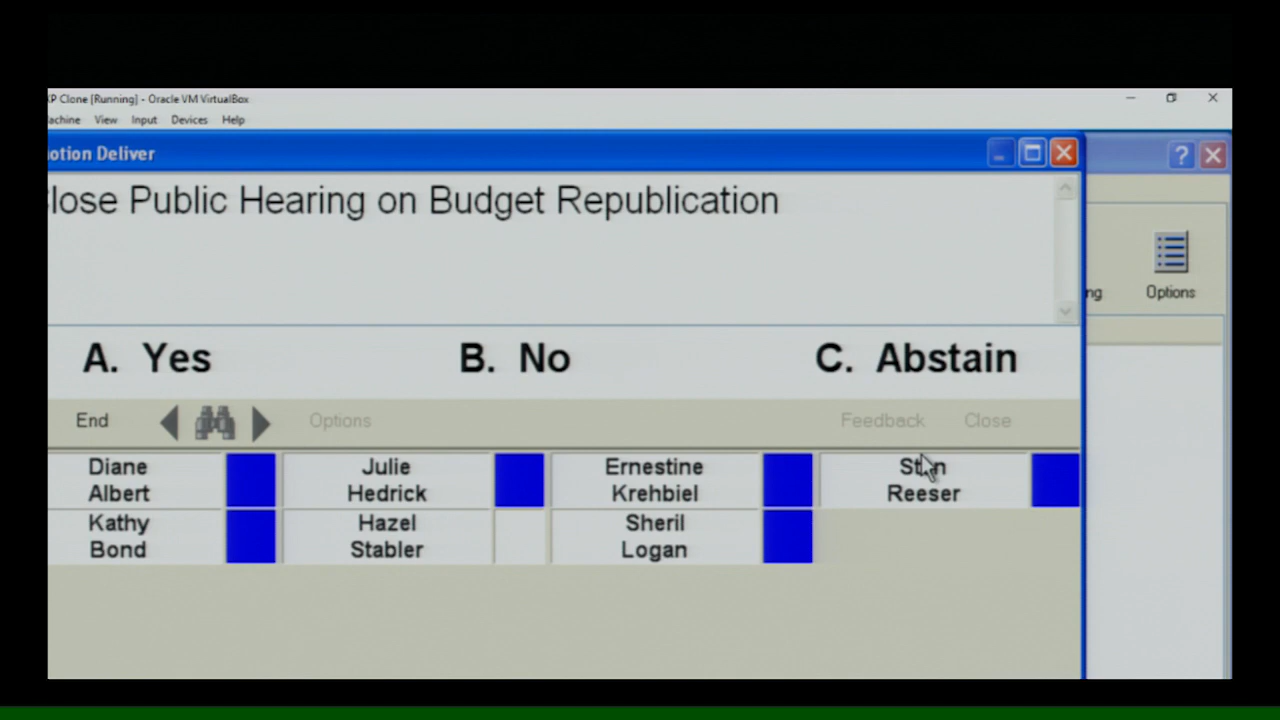 XP Clone [Running] - Oracle VM VirtualBox
achine View Input Devices Help
otion Deliver
lose Public Hearing on Budget Republication
ng Options
A. Yes B. No C. Abstain
End Options Feedback Close
Diane Albert
Julie Hedrick
Ernestine Krehbiel
Reeser
Kathy Bond
Hazel Stabler
Sheril Logan